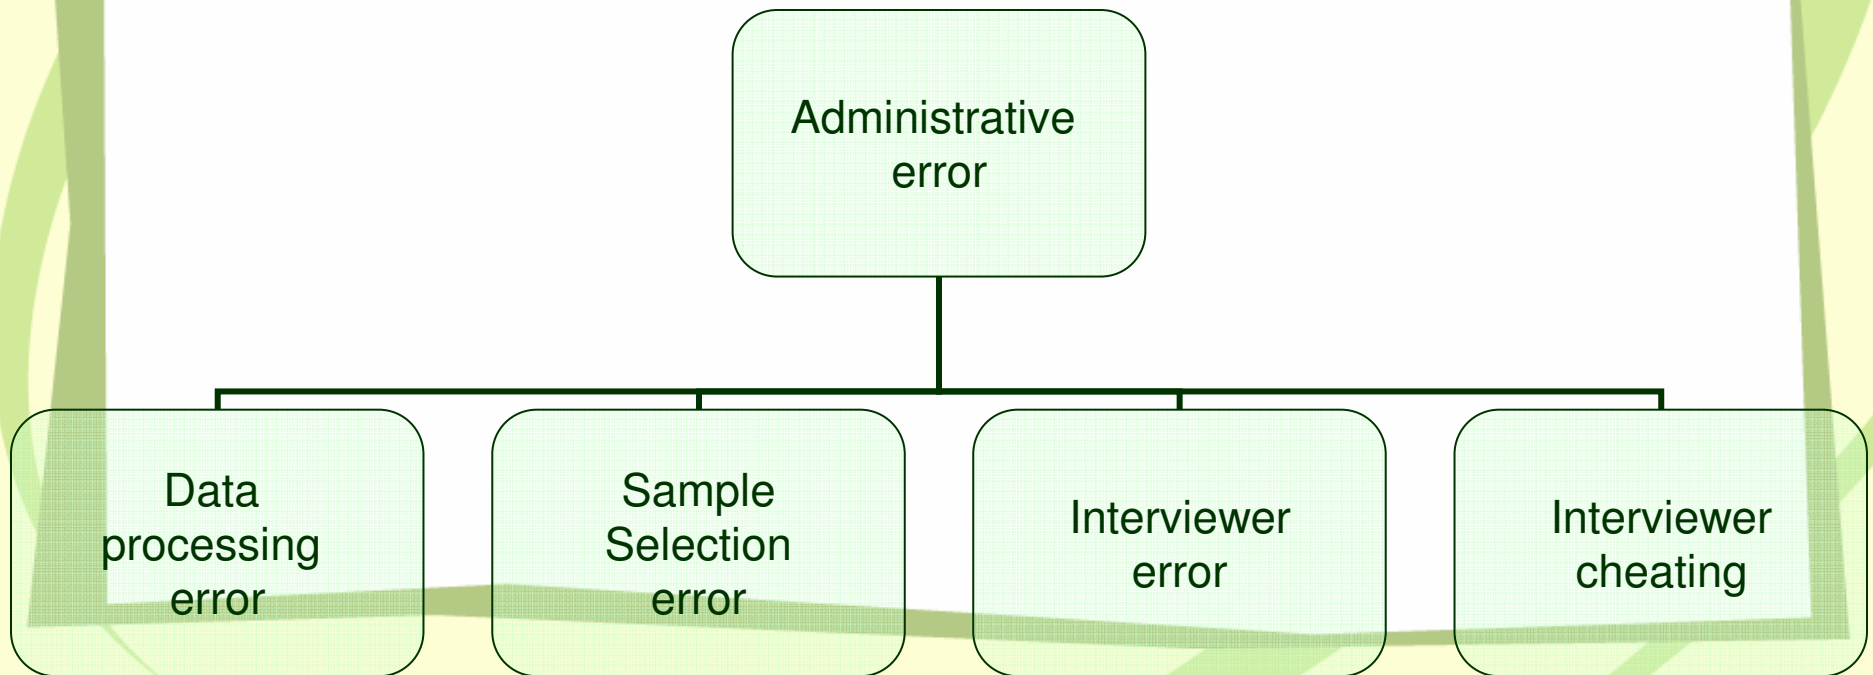 Administrative
error
Data
processing
error
Sample
Selection
error
Interviewer
error
Interviewer
cheating